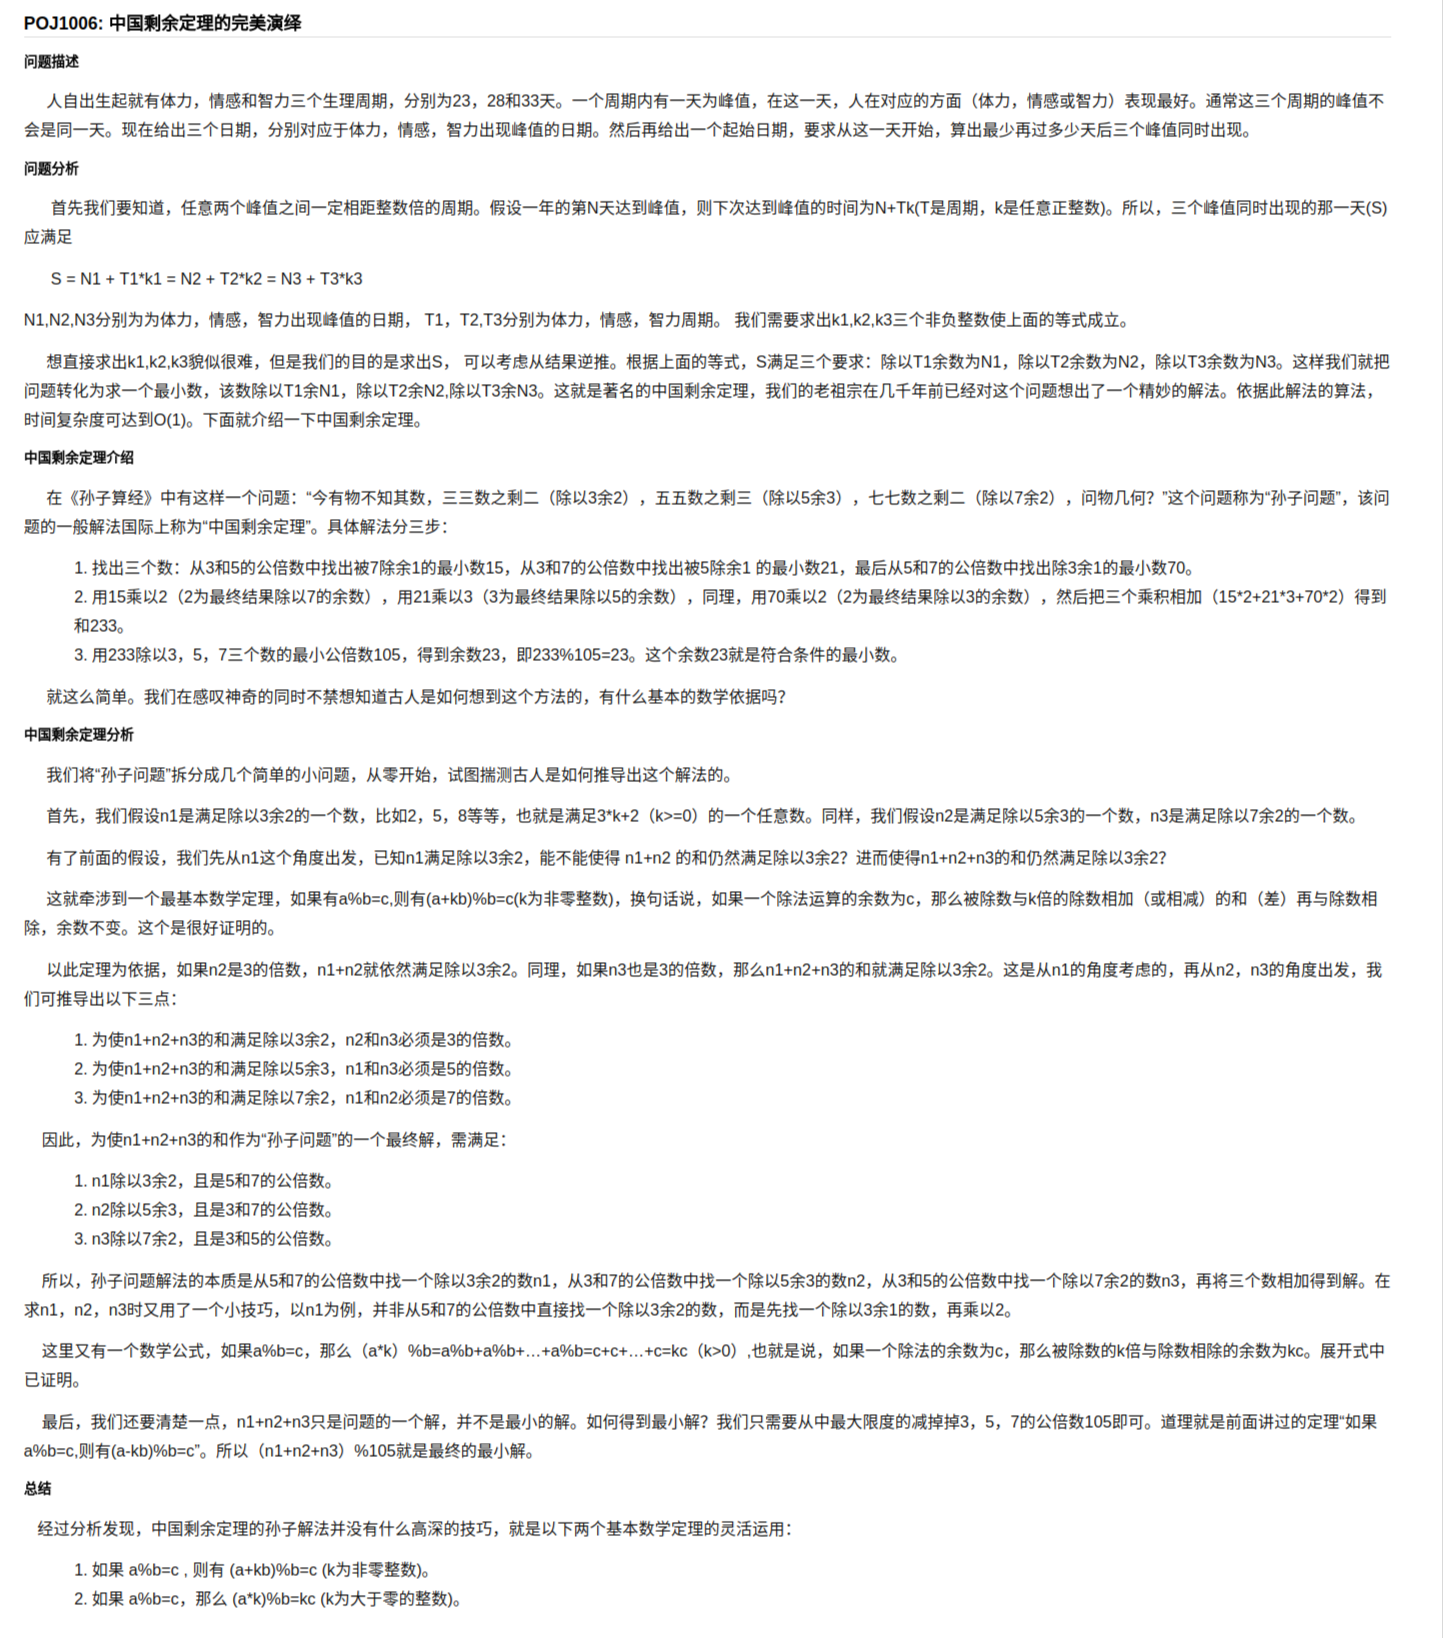 POJ1006: 中国剩余定理的完美演绎
问题描述
人自出生起就有体力，情感和智力三个生理周期，分别为23，28和33天。一个周期内有一天为峰值，在这一天，人在对应的方面（体力，情感或智力）表现最好。通常这三个周期的峰值不
会是同一天。现在给出三个日期，分别对应于体力，情感，智力出现峰值的日期。然后再给出一个起始日期，要求从这一天开始，算出最少再过多少天后三个峰值同时出现。
问题分析
首先我们要知道，任意两个峰值之间一定相距整数倍的周期。假设一年的第N天达到峰值，则下次达到峰值的时间为N+Tk(T是周期，k是任意正整数)。所以，三个峰值同时出现的那一天(S)
应满足
S = N1 + T1*k1 = N2 + T2*k2 = N3 + T3*k3
N1,N2,N3分别为为体力，情感，智力出现峰值的日期， T1，T2,T3分别为体力，情感，智力周期。 我们需要求出k1,k2,k3三个非负整数使上面的等式成立。
想直接求出k1,k2,k3貌似很难，但是我们的目的是求出S， 可以考虑从结果逆推。根据上面的等式，S满足三个要求：除以T1余数为N1，除以T2余数为N2，除以T3余数为N3。这样我们就把
问题转化为求一个最小数，该数除以T1余N1，除以T2余N2,除以T3余N3。这就是著名的中国剩余定理，我们的老祖宗在几千年前已经对这个问题想出了一个精妙的解法。依据此解法的算法，
时间复杂度可达到O(1)。下面就介绍一下中国剩余定理。
中国剩余定理介绍
在《孙子算经》中有这样一个问题：“今有物不知其数，三三数之剩二（除以3余2），五五数之剩三（除以5余3），七七数之剩二（除以7余2），问物几何？”这个问题称为“孙子问题”，该问
题的一般解法国际上称为“中国剩余定理”。具体解法分三步：
1. 找出三个数：从3和5的公倍数中找出被7除余1的最小数15，从3和7的公倍数中找出被5除余1 的最小数21，最后从5和7的公倍数中找出除3余1的最小数70。
2. 用15乘以2（2为最终结果除以7的余数），用21乘以3（3为最终结果除以5的余数），同理，用70乘以2（2为最终结果除以3的余数），然后把三个乘积相加（15*2+21*3+70*2）得到
和233。
3. 用233除以3，5，7三个数的最小公倍数105，得到余数23，即233%105=23。这个余数23就是符合条件的最小数。
就这么简单。我们在感叹神奇的同时不禁想知道古人是如何想到这个方法的，有什么基本的数学依据吗？
中国剩余定理分析
我们将“孙子问题”拆分成几个简单的小问题，从零开始，试图揣测古人是如何推导出这个解法的。
首先，我们假设n1是满足除以3余2的一个数，比如2，5，8等等，也就是满足3*k+2（k>=0）的一个任意数。同样，我们假设n2是满足除以5余3的一个数，n3是满足除以7余2的一个数。
有了前面的假设，我们先从n1这个角度出发，已知n1满足除以3余2，能不能使得 n1+n2 的和仍然满足除以3余2？进而使得n1+n2+n3的和仍然满足除以3余2？
这就牵涉到一个最基本数学定理，如果有a%b=c,则有(a+kb)%b=c(k为非零整数)，换句话说，如果一个除法运算的余数为c，那么被除数与k倍的除数相加（或相减）的和（差）再与除数相
除，余数不变。这个是很好证明的。
以此定理为依据，如果n2是3的倍数，n1+n2就依然满足除以3余2。同理，如果n3也是3的倍数，那么n1+n2+n3的和就满足除以3余2。这是从n1的角度考虑的，再从n2，n3的角度出发，我
们可推导出以下三点：
1. 为使n1+n2+n3的和满足除以3余2，n2和n3必须是3的倍数。
2. 为使n1+n2+n3的和满足除以5余3，n1和n3必须是5的倍数。
3. 为使n1+n2+n3的和满足除以7余2，n1和n2必须是7的倍数。
因此，为使n1+n2+n3的和作为“孙子问题”的一个最终解，需满足：
1. n1除以3余2，且是5和7的公倍数。
2. n2除以5余3，且是3和7的公倍数。
3. n3除以7余2，且是3和5的公倍数。
所以，孙子问题解法的本质是从5和7的公倍数中找一个除以3余2的数n1，从3和7的公倍数中找一个除以5余3的数n2，从3和5的公倍数中找一个除以7余2的数n3，再将三个数相加得到解。在
求n1，n2，n3时又用了一个小技巧，以n1为例，并非从5和7的公倍数中直接找一个除以3余2的数，而是先找一个除以3余1的数，再乘以2。
这里又有一个数学公式，如果a%b=c，那么（a*k）%b=a%b+a%b+…+a%b=c+c+…+c=kc（k>0）,也就是说，如果一个除法的余数为c，那么被除数的k倍与除数相除的余数为kc。展开式中
已证明。
最后，我们还要清楚一点，n1+n2+n3只是问题的一个解，并不是最小的解。如何得到最小解？我们只需要从中最大限度的减掉掉3，5，7的公倍数105即可。道理就是前面讲过的定理“如果
a%b=c,则有(a-kb)%b=c”。所以（n1+n2+n3）%105就是最终的最小解。
总结
经过分析发现，中国剩余定理的孙子解法并没有什么高深的技巧，就是以下两个基本数学定理的灵活运用：
1. 如果 a%b=c , 则有 (a+kb)%b=c (k为非零整数)。
2. 如果 a%b=c，那么 (a*k)%b=kc (k为大于零的整数)。